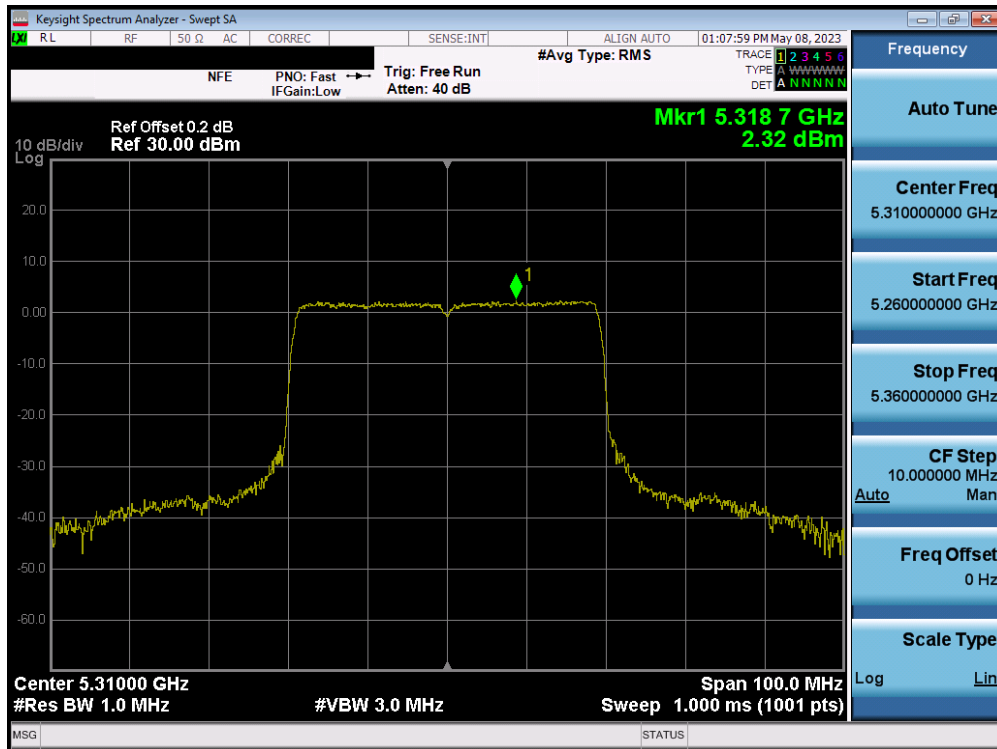 Keysight Spectrum Analyzer - Swept SA
LXI RL RF 50 Ω AC CORREC SENSE:INT ALIGN AUTO 01:07:59 PM May 08, 2023
Frequency
#Avg Type: RMS TRACE 1 2 3 4 5 6
NFE PNO: Fast Trig: Free Run TYPE A WWWWW
IFGain:Low Atten: 40 dB DET A N N N N N
Auto Tune
Mkr1 5.318 7 GHz
Ref Offset 0.2 dB
10 dB/div Ref 30.00 dBm 2.32 dBm
Log
Center Freq
5.310000000 GHz
20.0
10.0
1
Start Freq
5.260000000 GHz
0.00
-10.0
Stop Freq
5.360000000 GHz
-20.0
-30.0
CF Step
10.000000 MHz
Auto Man
-40.0
Freq Offset
0 Hz
-50.0
-60.0
Scale Type
Log Lin
Center 5.31000 GHz Span 100.0 MHz
#Res BW 1.0 MHz #VBW 3.0 MHz Sweep 1.000 ms (1001 pts)
MSG STATUS